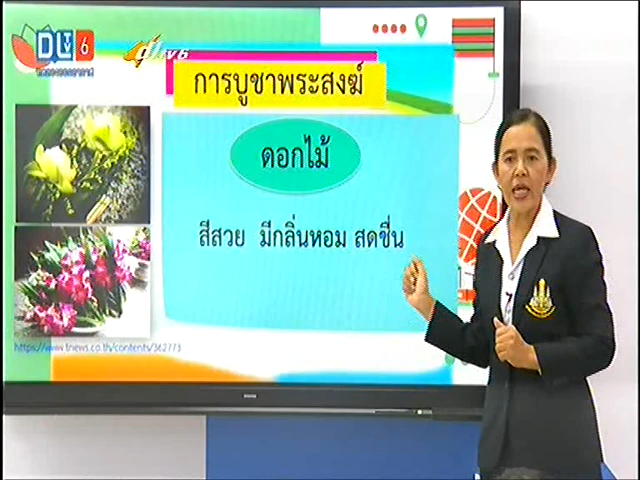 DLTV 6
dltv6
การบูชาพระสงฆ์
ดอกไม้
สีสวย มีกลิ่นหอม สดชื่น
https://www.tnews.co.th/contents/362773